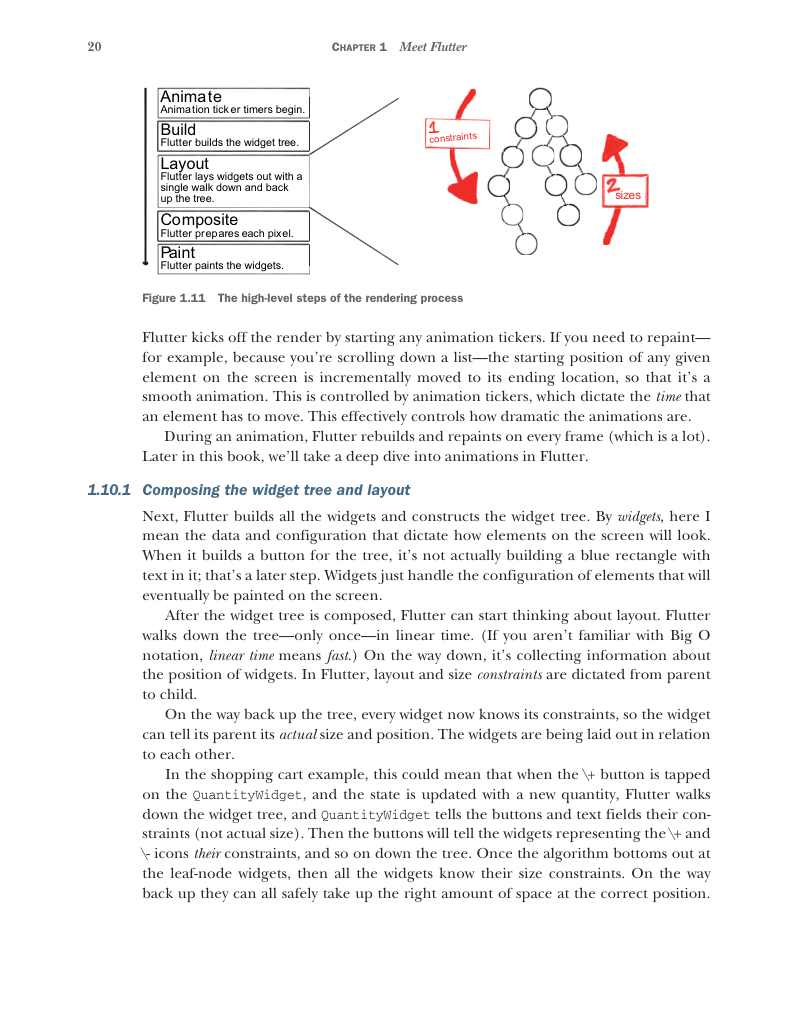 20
CHAPTER 1 Meet Flutter
Animate
Animation ticker timers begin.
Build
Flutter builds the widget tree.
Layout
Flutter lays widgets out with a
single walk down and back
up the tree.
Composite
Flutter prepares each pixel.
Paint
Flutter paints the widgets.
1
constraints
2
sizes
Figure 1.11 The high-level steps of the rendering process
Flutter kicks off the render by starting any animation tickers. If you need to repaint—
for example, because you’re scrolling down a list—the starting position of any given
element on the screen is incrementally moved to its ending location, so that it’s a
smooth animation. This is controlled by animation tickers, which dictate the time that
an element has to move. This effectively controls how dramatic the animations are.
During an animation, Flutter rebuilds and repaints on every frame (which is a lot).
Later in this book, we’ll take a deep dive into animations in Flutter.
1.10.1 Composing the widget tree and layout
Next, Flutter builds all the widgets and constructs the widget tree. By widgets, here I
mean the data and configuration that dictate how elements on the screen will look.
When it builds a button for the tree, it’s not actually building a blue rectangle with
text in it; that’s a later step. Widgets just handle the configuration of elements that will
eventually be painted on the screen.
After the widget tree is composed, Flutter can start thinking about layout. Flutter
walks down the tree—only once—in linear time. (If you aren’t familiar with Big O
notation, linear time means fast.) On the way down, it’s collecting information about
the position of widgets. In Flutter, layout and size constraints are dictated from parent
to child.
On the way back up the tree, every widget now knows its constraints, so the widget
can tell its parent its actual size and position. The widgets are being laid out in relation
to each other.
In the shopping cart example, this could mean that when the \+ button is tapped
on the QuantityWidget, and the state is updated with a new quantity, Flutter walks
down the widget tree, and QuantityWidget tells the buttons and text fields their con-
straints (not actual size). Then the buttons will tell the widgets representing the \+ and
\- icons their constraints, and so on down the tree. Once the algorithm bottoms out at
the leaf-node widgets, then all the widgets know their size constraints. On the way
back up they can all safely take up the right amount of space at the correct position.